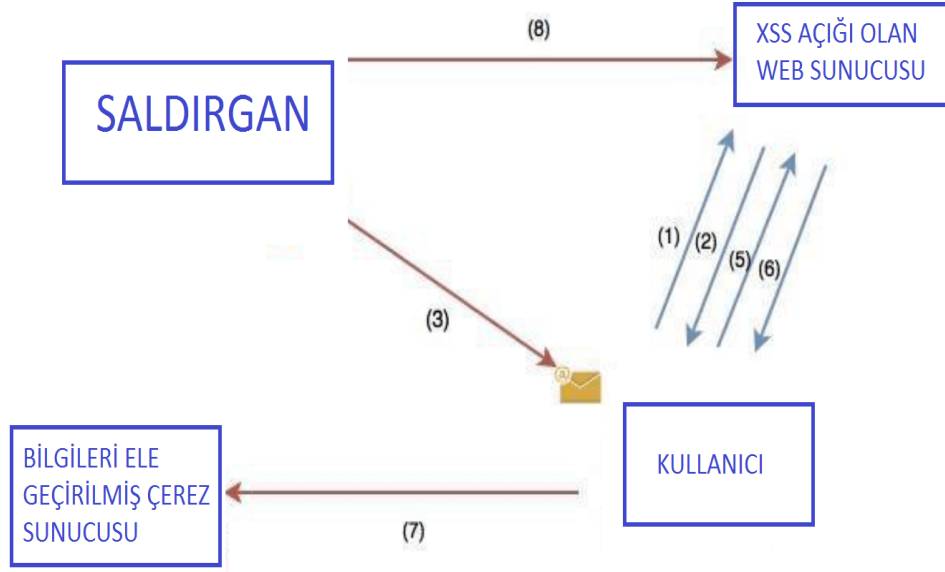 (8)
XSS AÇIĞI OLAN
WEB SUNUCUSU
SALDIRGAN
(1)
(2)
(5)
(6)
(3)
@
BİLGİLERİ ELE
GEÇİRİLMİŞ ÇEREZ
SUNUCUSU
KULLANICI
(7)